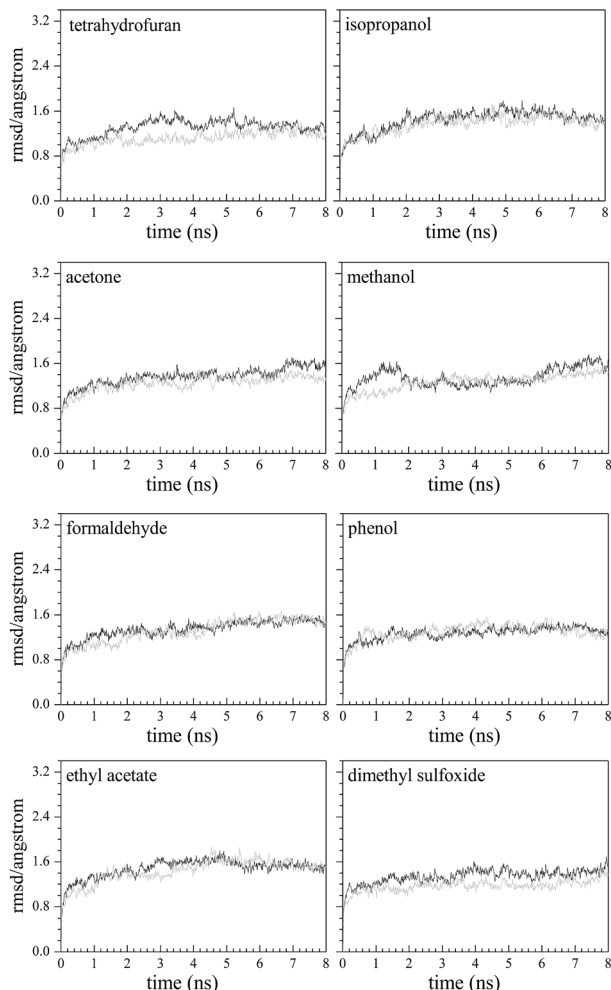 tetrahydrofuran
isopropanol
rmsd/angstrom
3.2
2.4
1.6
0.8
0.0
0 1 2 3 4 5 6 7 8
0 1 2 3 4 5 6 7 8
time (ns)
time (ns)
acetone
methanol
rmsd/angstrom
3.2
2.4
1.6
0.8
0.0
0 1 2 3 4 5 6 7 8
0 1 2 3 4 5 6 7 8
time (ns)
time (ns)
formaldehyde
phenol
rmsd/angstrom
3.2
2.4
1.6
0.8
0.0
0 1 2 3 4 5 6 7 8
0 1 2 3 4 5 6 7 8
time (ns)
time (ns)
ethyl acetate
dimethyl sulfoxide
rmsd/angstrom
3.2
2.4
1.6
0.8
0.0
0 1 2 3 4 5 6 7 8
0 1 2 3 4 5 6 7 8
time (ns)
time (ns)